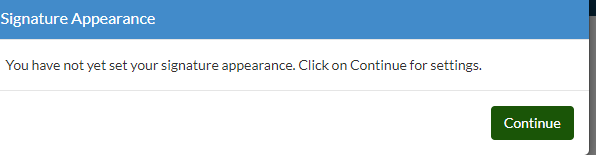 Signature Appearance
You have not yet set your signature appearance. Click on Continue for settings.
Continue